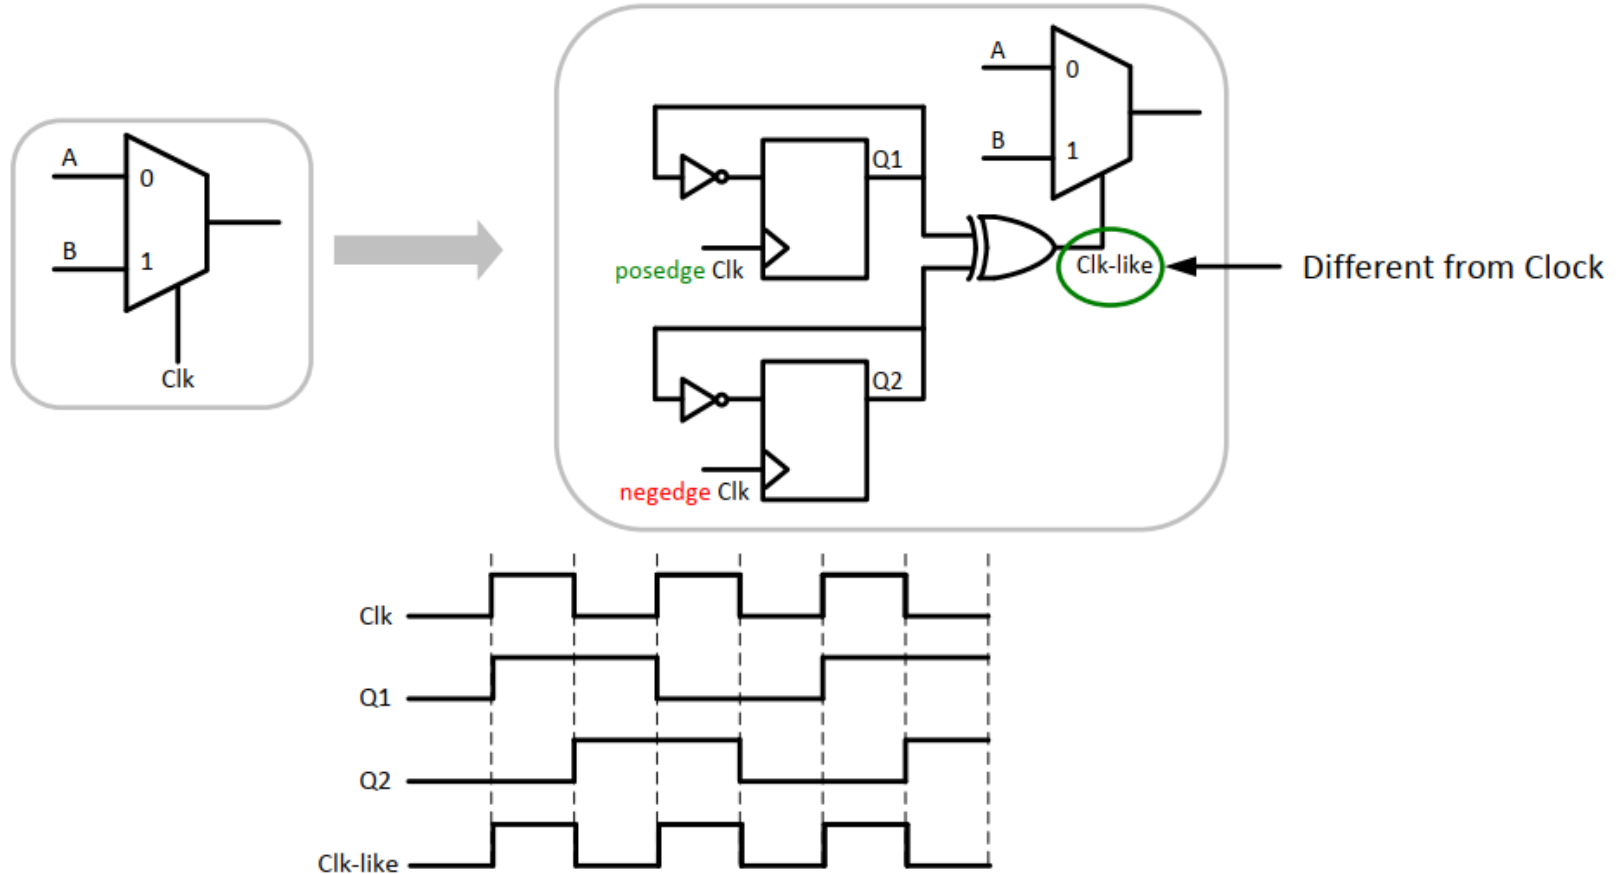 A
0
B
1
Clk
A
0
B
1
Q1
posedge Clk
Clk-like
Different from Clock
Q2
negedge Clk
Clk
Q1
Q2
Clk-like